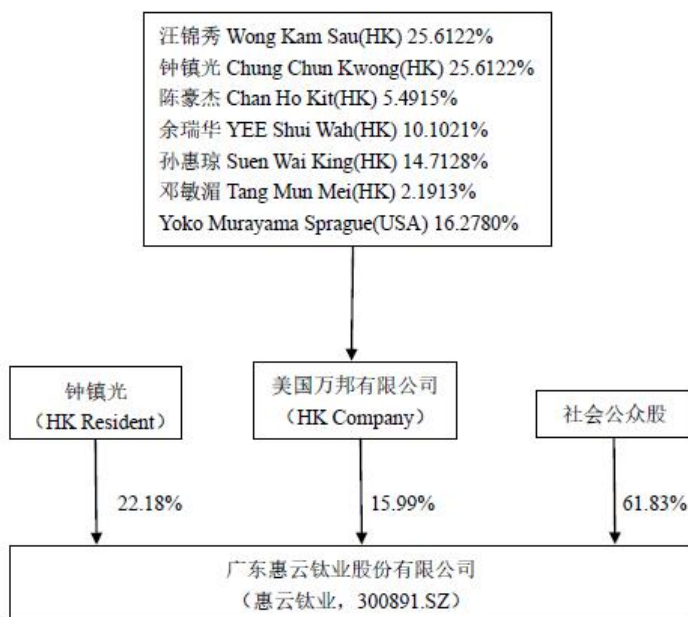 汪锦秀 Wong Kam Sau(HK) 25.6122%
钟镇光 Chung Chun Kwong(HK) 25.6122%
陈豪杰 Chan Ho Kit(HK) 5.4915%
余瑞华 YEE Shui Wah(HK) 10.1021%
孙惠琼 Suen Wai King(HK) 14.7128%
邓敏湄 Tang Mun Mei(HK) 2.1913%
Yoko Murayama Sprague(USA) 16.2780%
钟镇光
（HK Resident）
美国万邦有限公司
（HK Company）
社会公众股
22.18%
15.99%
61.83%
广东惠云钛业股份有限公司
（惠云钛业，300891.SZ）